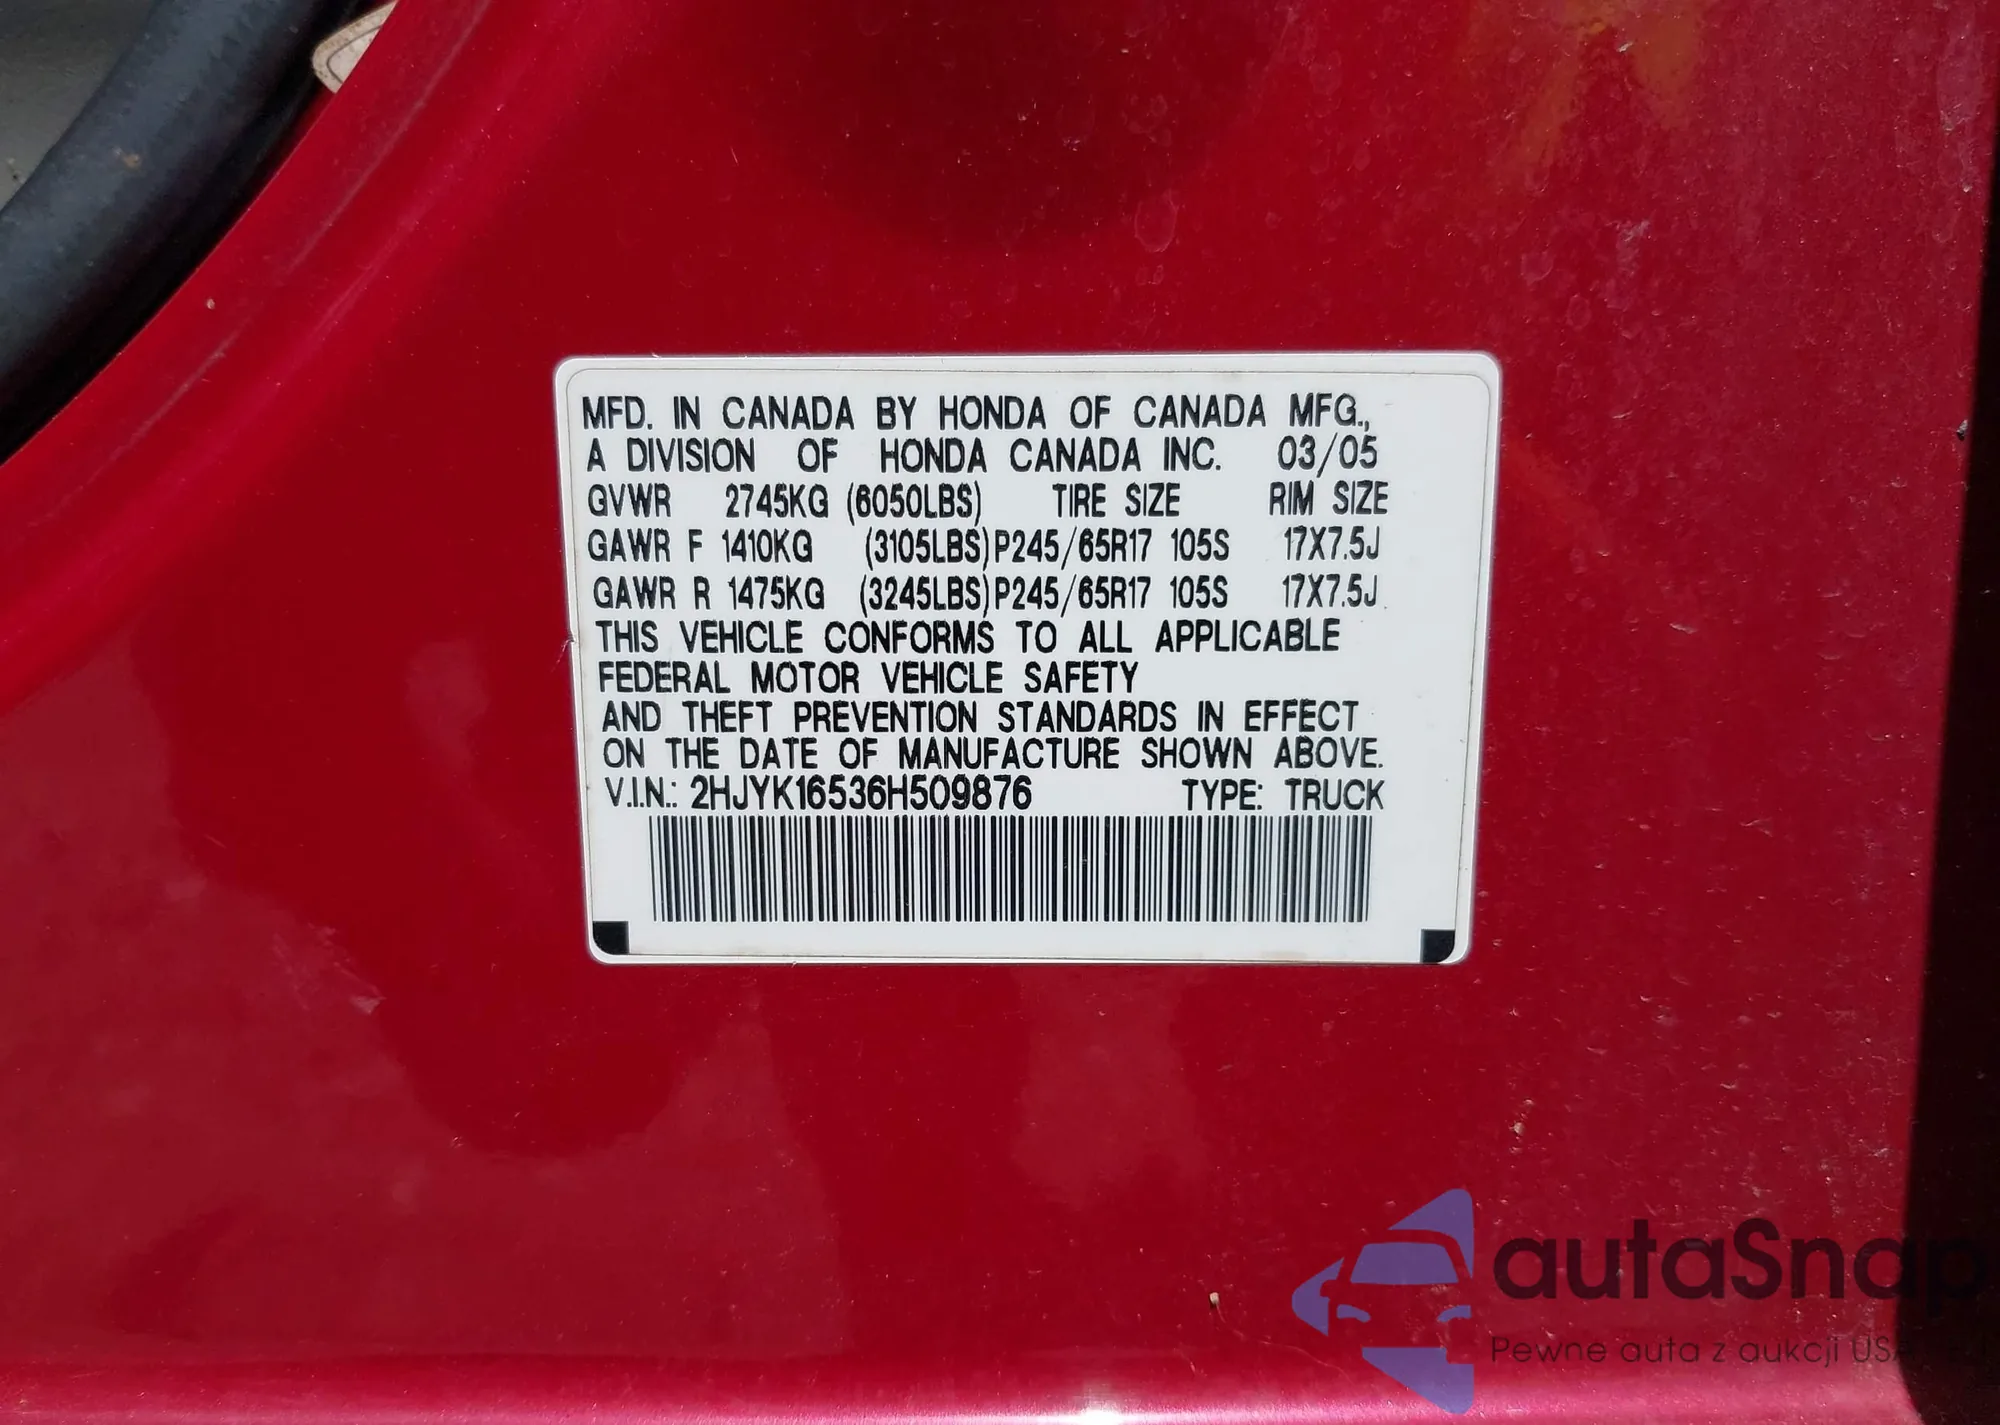 MFD. IN CANADA BY HONDA OF CANADA MFG.,
A DIVISION OF HONDA CANADA INC. 03/05
GVWR 2745KG (6050LBS) TIRE SIZE RIM SIZE
GAWR F 1410KG (3105LBS) P245/65R17 105S 17X7.5J
GAWR R 1475KG (3245LBS) P245/65R17 105S 17X7.5J
THIS VEHICLE CONFORMS TO ALL APPLICABLE
FEDERAL MOTOR VEHICLE SAFETY
AND THEFT PREVENTION STANDARDS IN EFFECT
ON THE DATE OF MANUFACTURE SHOWN ABOVE.
V.I.N.: 2HJYK16536H509876 TYPE: TRUCK
autaSnap
Pewne auta z aukcji USA